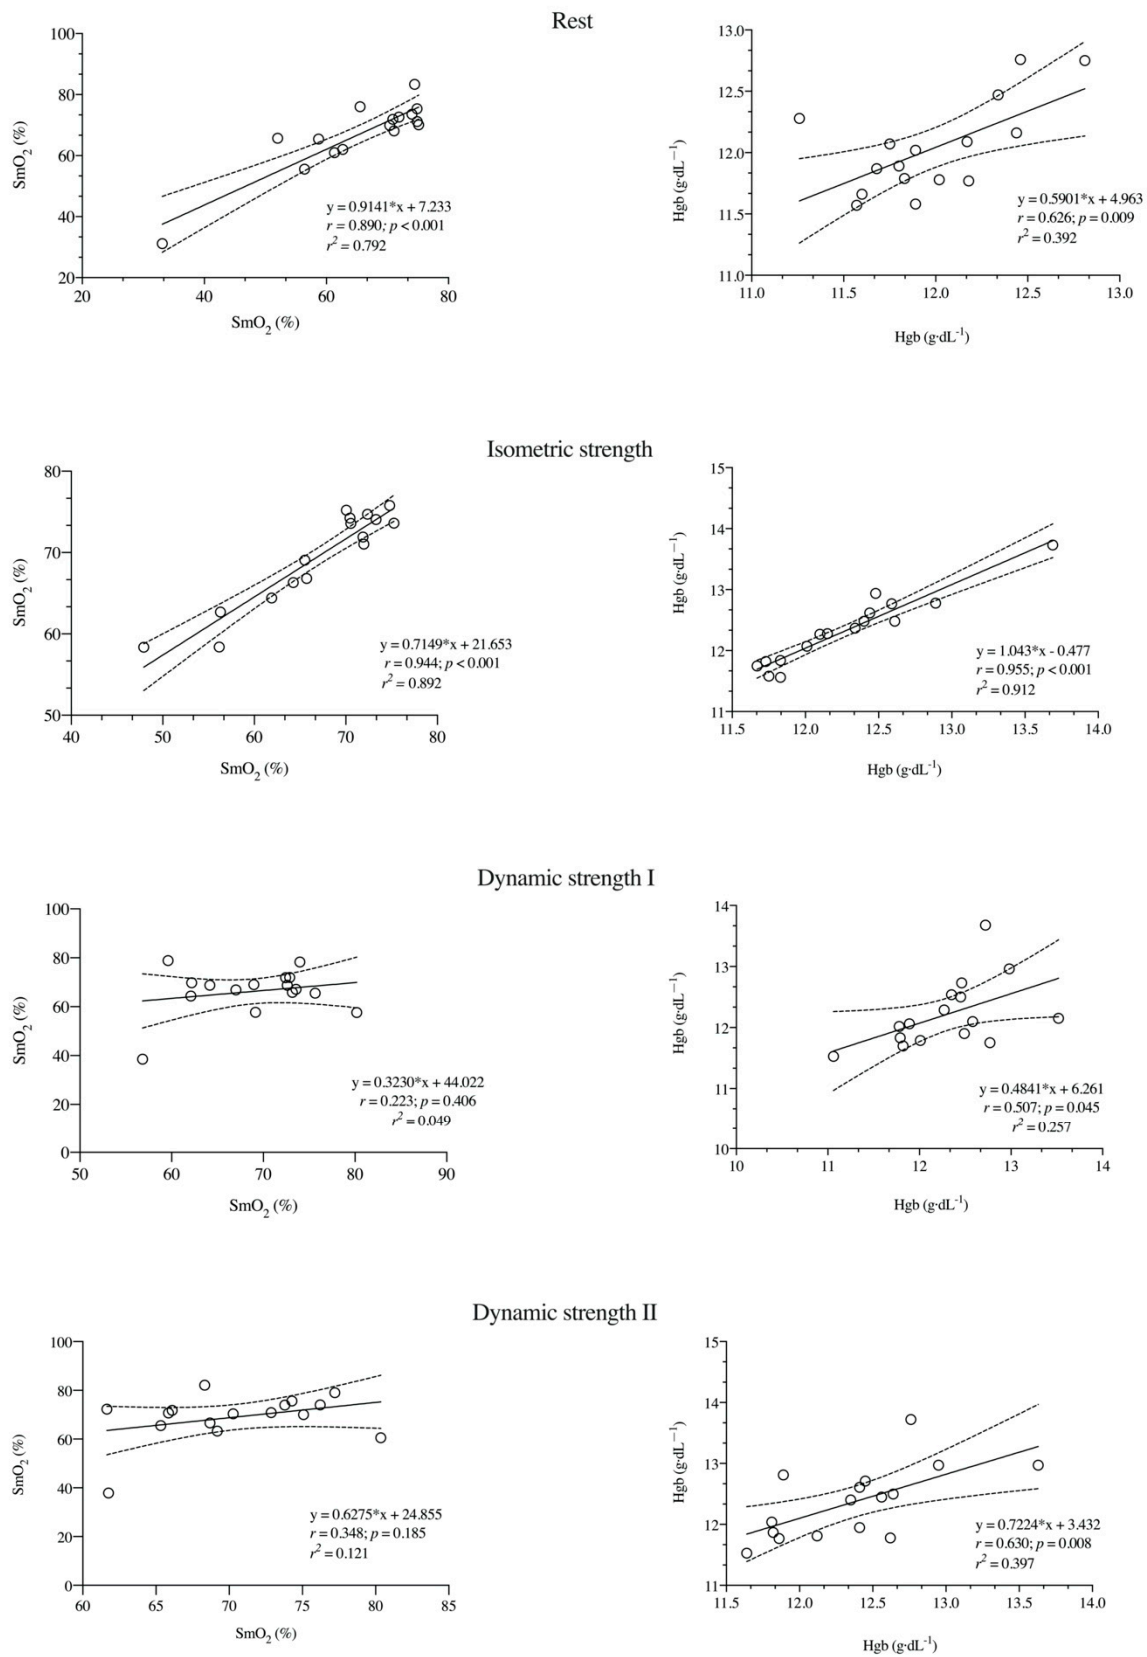 Rest
100
80
60
40
20
SmO2 (%)
20 40 60 80
SmO2 (%)
y = 0.9141*x + 7.233
r = 0.890; p < 0.001
r2 = 0.792
13.0
12.5
12.0
11.5
11.0
Hgb (g·dL−1)
11.0 11.5 12.0 12.5 13.0
Hgb (g·dL-1)
y = 0.5901*x + 4.963
r = 0.626; p = 0.009
r2 = 0.392
Isometric strength
80
70
60
50
SmO2 (%)
40 50 60 70 80
SmO2 (%)
y = 0.7149*x + 21.653
r = 0.944; p < 0.001
r2 = 0.892
15
14
13
12
11
Hgb (g·dL−1)
11.5 12.0 12.5 13.0 13.5 14.0
Hgb (g·dL-1)
y = 1.043*x - 0.477
r = 0.955; p < 0.001
r2 = 0.912
Dynamic strength I
100
80
60
40
20
0
SmO2 (%)
50 60 70 80 90
SmO2 (%)
y = 0.3230*x + 44.022
r = 0.223; p = 0.406
r2 = 0.049
14
13
12
11
10
Hgb (g·dL−1)
10 11 12 13 14
Hgb (g·dL-1)
y = 0.4841*x + 6.261
r = 0.507; p = 0.045
r2 = 0.257
Dynamic strength II
100
80
60
40
20
0
SmO2 (%)
60 65 70 75 80 85
SmO2 (%)
y = 0.6275*x + 24.855
r = 0.348; p = 0.185
r2 = 0.121
15
14
13
12
11
Hgb (g·dL−1)
11.5 12.0 12.5 13.0 13.5 14.0
Hgb (g·dL-1)
y = 0.7224*x + 3.432
r = 0.630; p = 0.008
r2 = 0.397